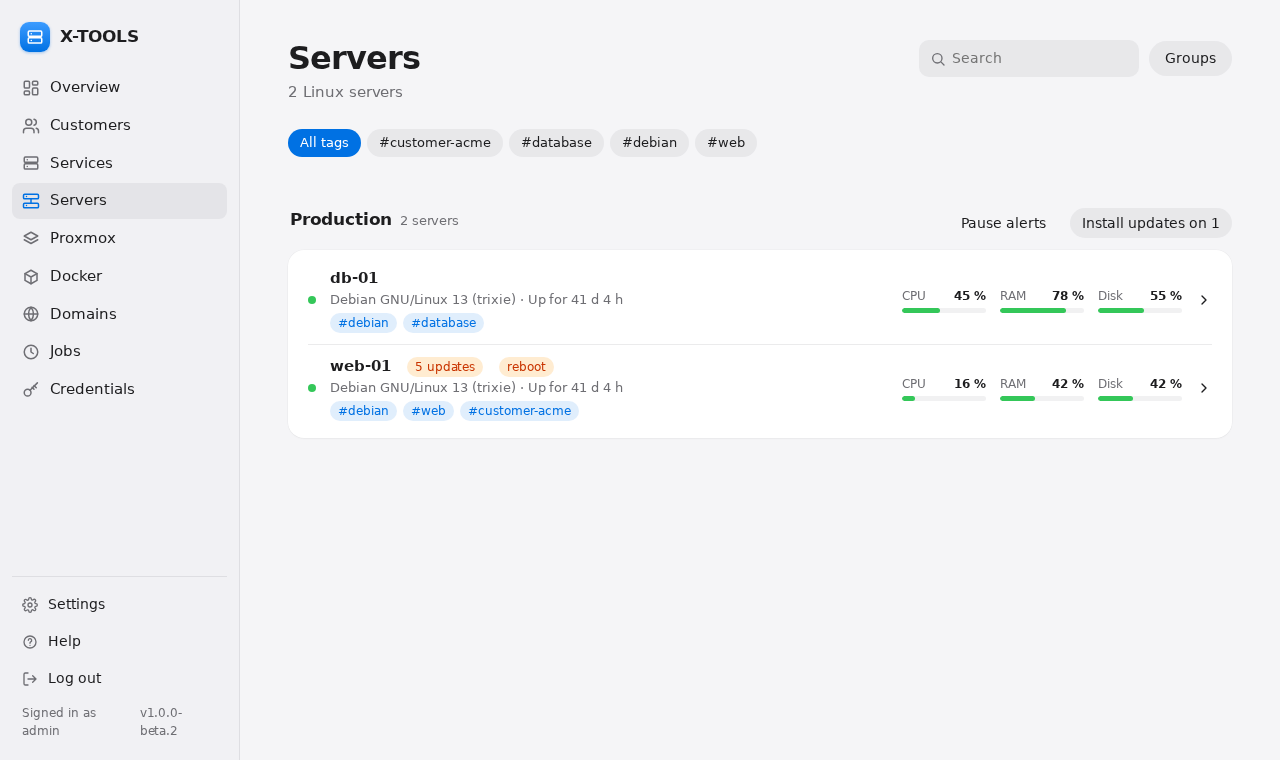 X-TOOLS
Overview
Customers
Services
Servers
Proxmox
Docker
Domains
Jobs
Credentials
Settings
Help
Log out
Signed in as admin
v1.0.0-beta.2
Servers
2 Linux servers
Search
Groups
All tags #customer-acme #database #debian #web
Production 2 servers
Pause alerts
Install updates on 1
db-01
Debian GNU/Linux 13 (trixie) · Up for 41 d 4 h
#debian #database
CPU 45 % RAM 78 % Disk 55 %
web-01 5 updates reboot
Debian GNU/Linux 13 (trixie) · Up for 41 d 4 h
#debian #web #customer-acme
CPU 16 % RAM 42 % Disk 42 %